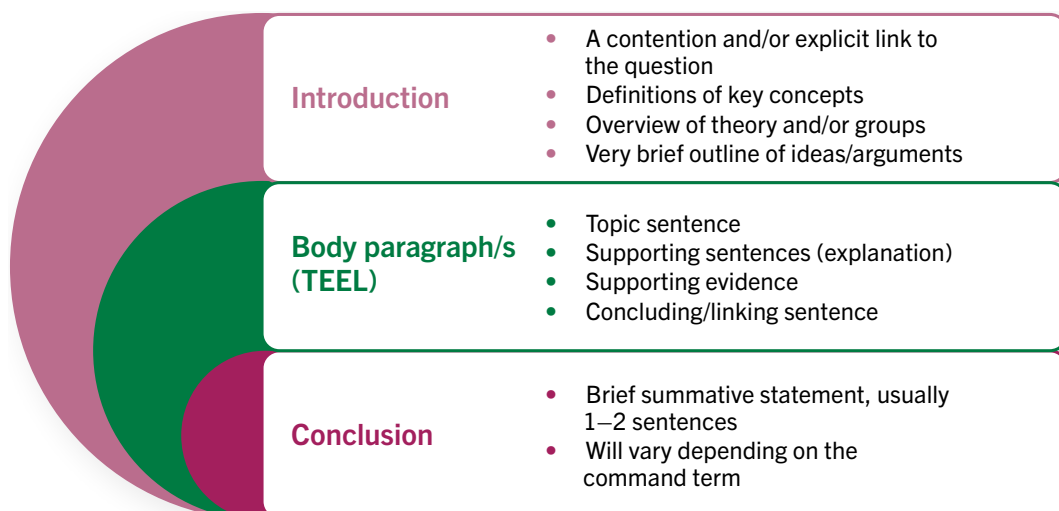 Introduction
• A contention and/or explicit link to
the question
• Definitions of key concepts
• Overview of theory and/or groups
• Very brief outline of ideas/arguments
Body paragraph/s
(TEEL)
• Topic sentence
• Supporting sentences (explanation)
• Supporting evidence
• Concluding/linking sentence
Conclusion
• Brief summative statement, usually
1–2 sentences
• Will vary depending on the
command term